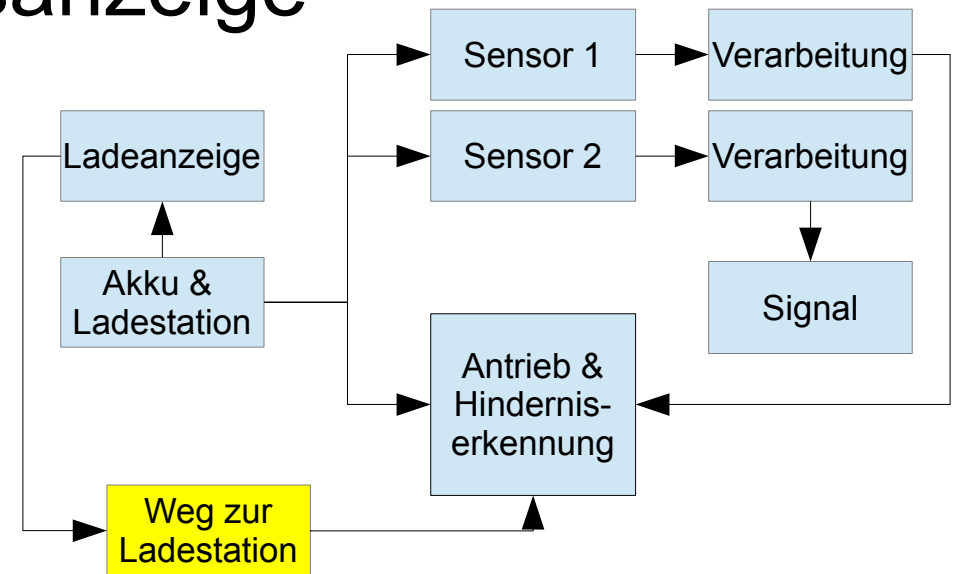 Sensor 1
Verarbeitung
Ladeanzeige
Sensor 2
Verarbeitung
Akku &
Ladestation
Signal
Antrieb &
Hindernis-
erkennung
Weg zur
Ladestation